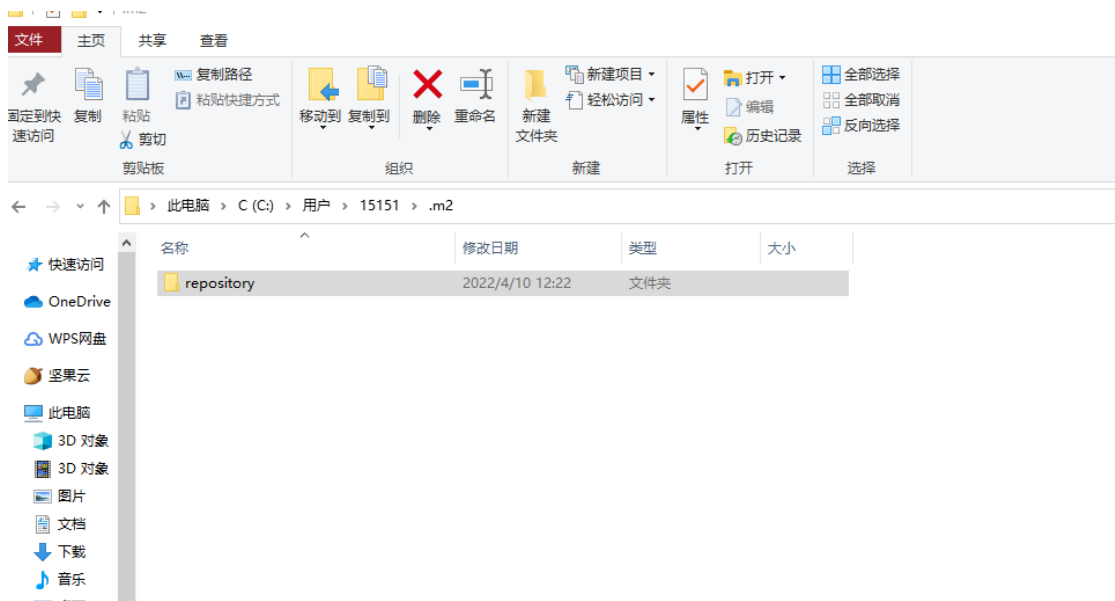 文件 主页 共享 查看
复制路径 新建项目 打开 全部选择
粘贴快捷方式 轻松访问 编辑 全部取消
固定到快速访问 复制 粘贴 移动到 复制到 删除 重命名 新建文件夹 属性
剪切 历史记录 反向选择
剪贴板 组织 新建 打开 选择
此电脑 › C (C:) › 用户 › 15151 › .m2
名称 修改日期 类型 大小
repository 2022/4/10 12:22 文件夹
快速访问
OneDrive
WPS网盘
坚果云
此电脑
3D 对象
3D 对象
图片
文档
下载
音乐